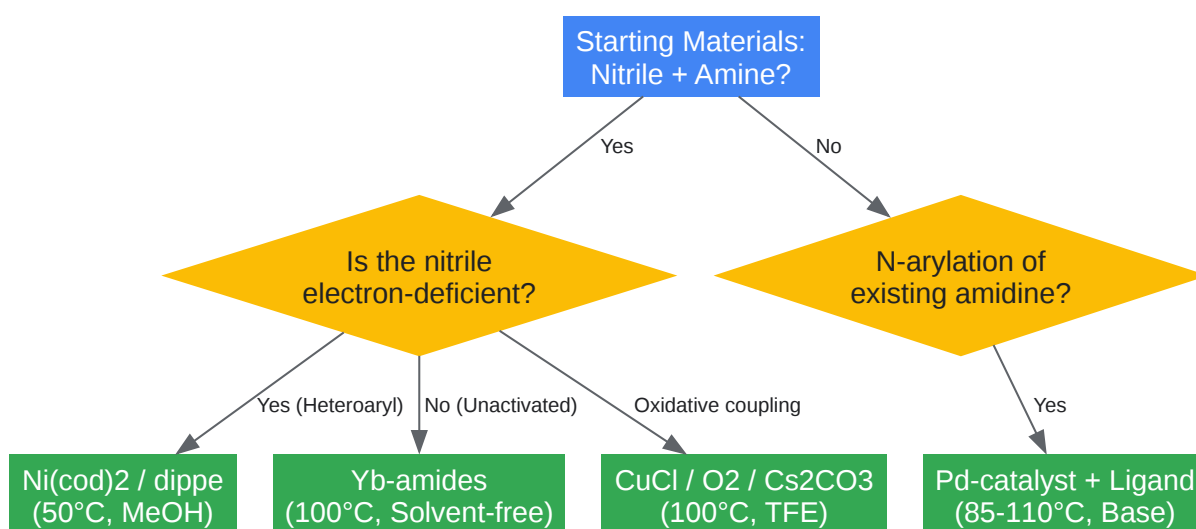 Starting Materials:
Nitrile + Amine?
Yes
No
Is the nitrile
electron-deficient?
N-arylation of
existing amidine?
Yes (Heteroaryl)
No (Unactivated)
Oxidative coupling
Yes
Ni(cod)2 / dippe
(50°C, MeOH)
Yb-amides
(100°C, Solvent-free)
CuCl / O2 / Cs2CO3
(100°C, TFE)
Pd-catalyst + Ligand
(85-110°C, Base)